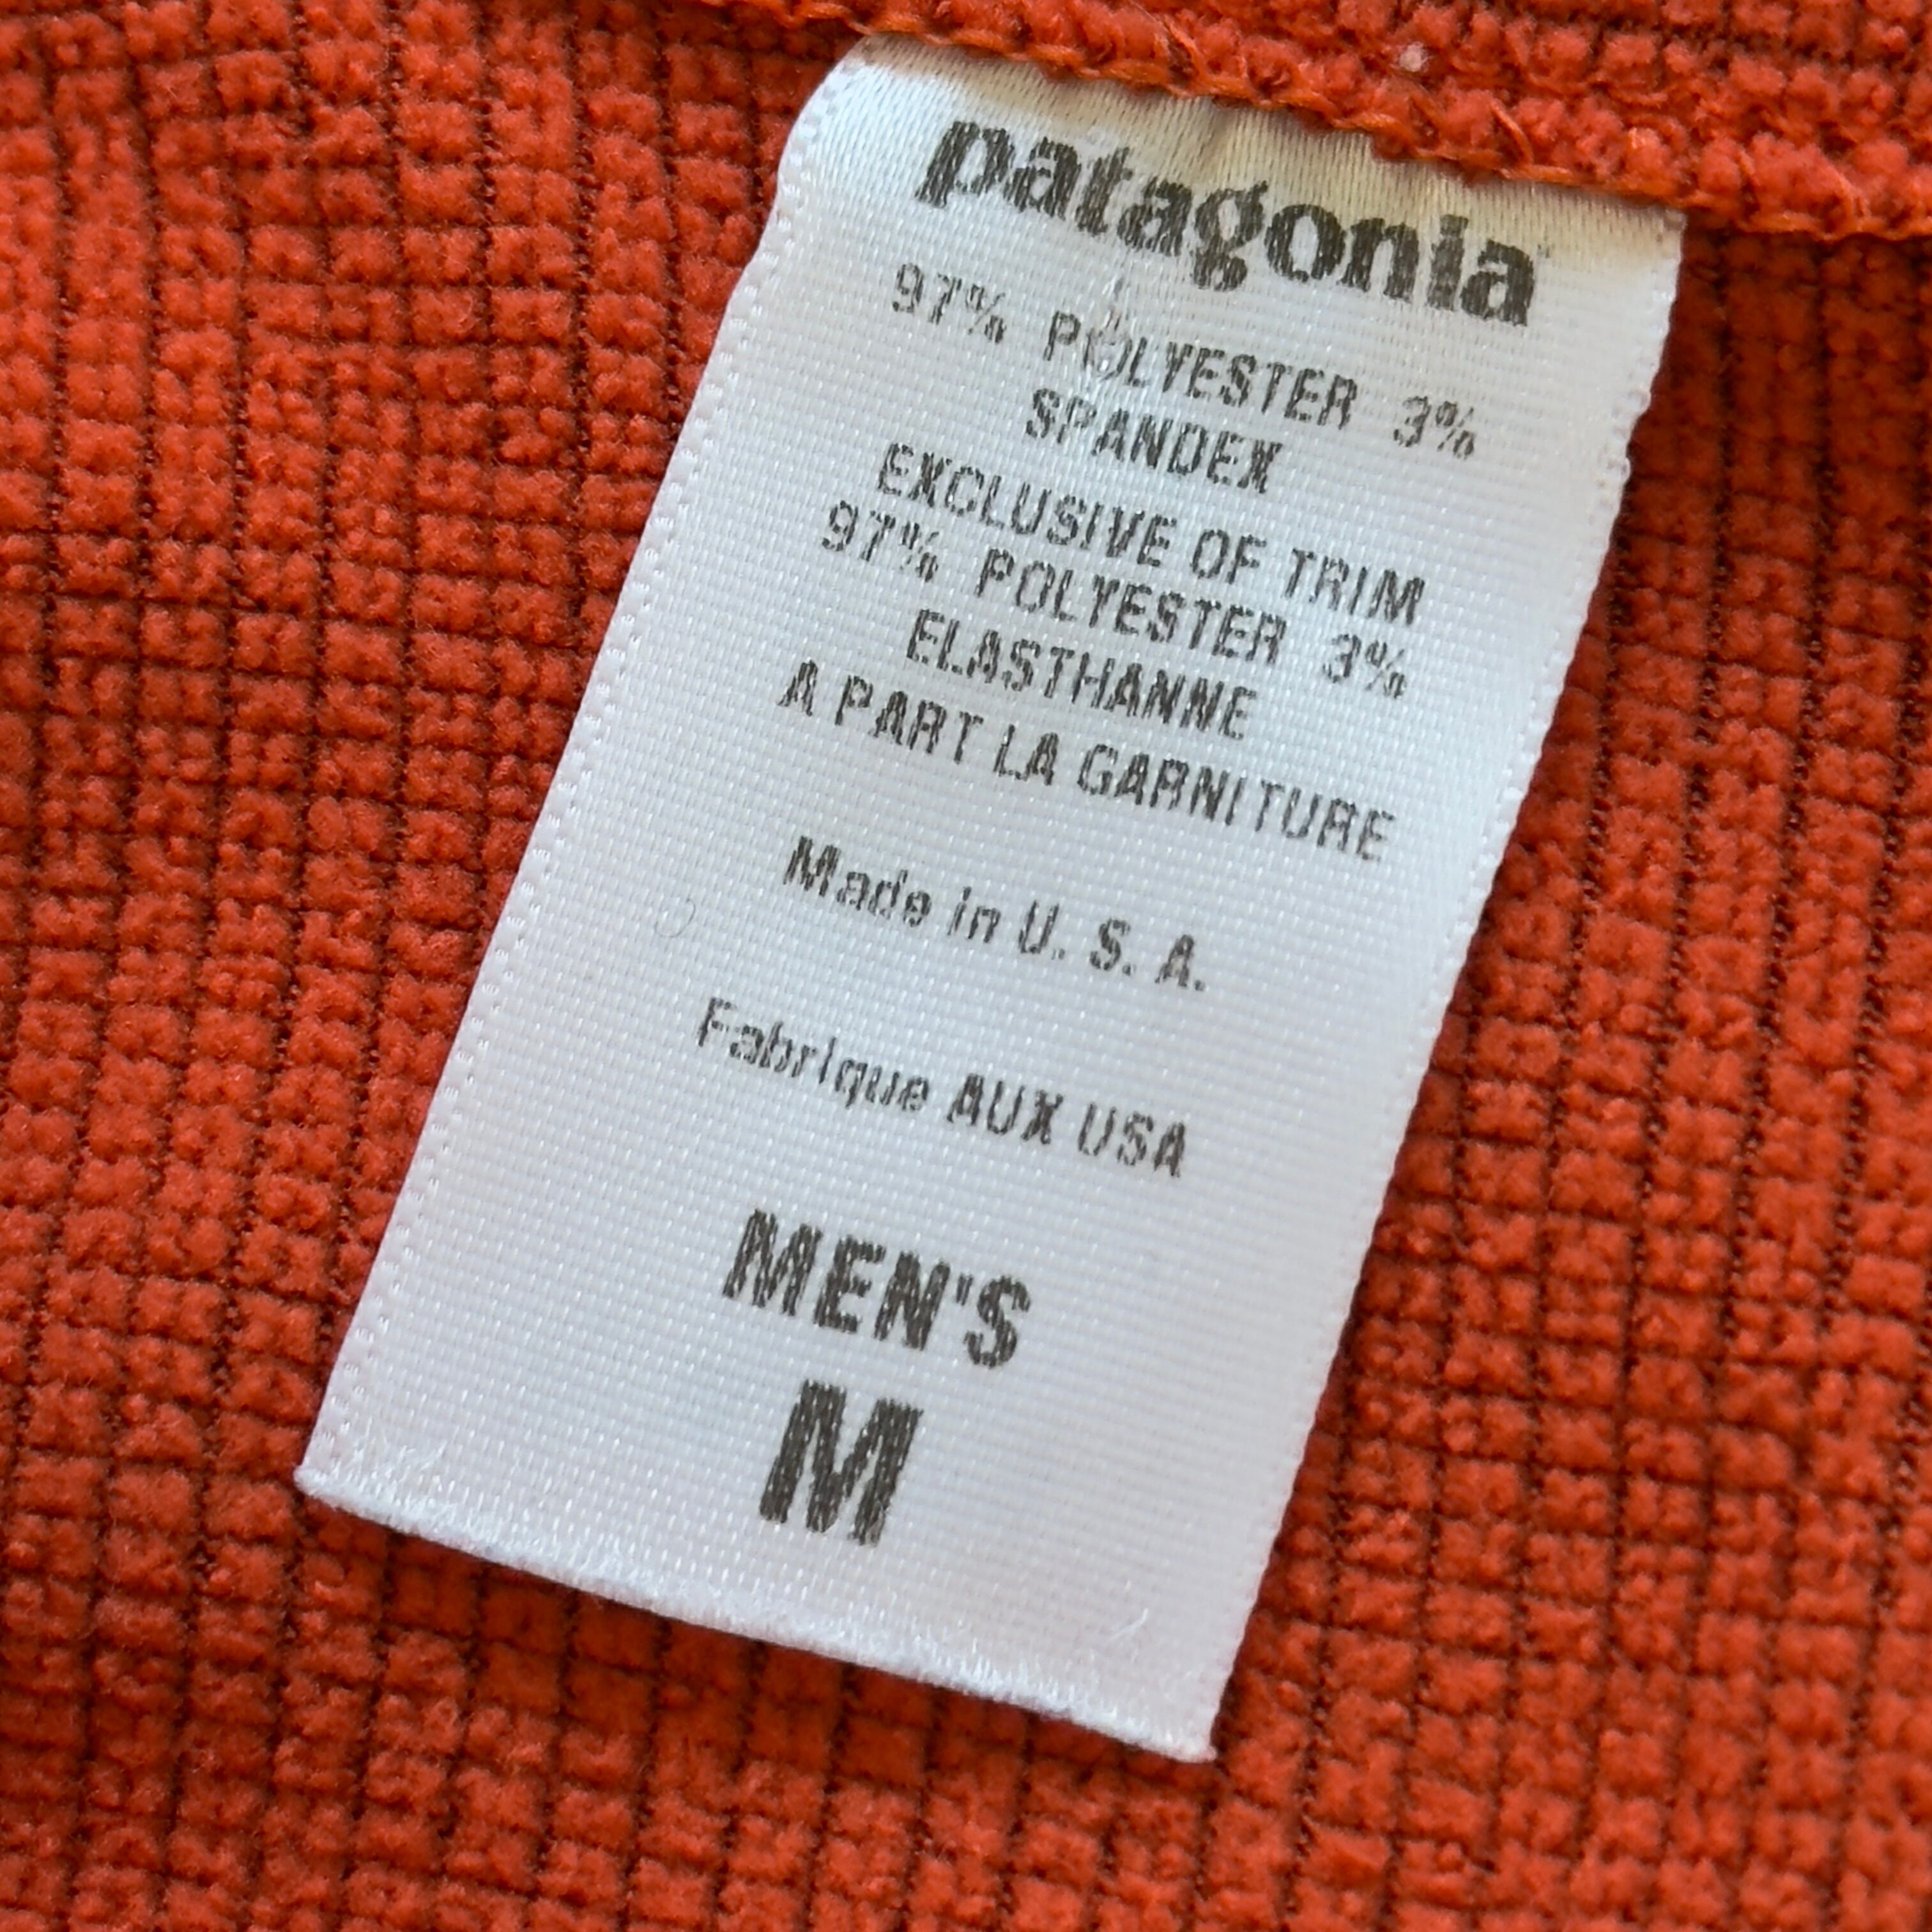 patagonia
97% POLYESTER 3%
SPANDEX
EXCLUSIVE OF TRIM
97% POLYESTER 3%
ELASTHANNE
A PART LA GARNITURE
Made in U. S. A.
Fabrique AUX USA
MEN'S
M